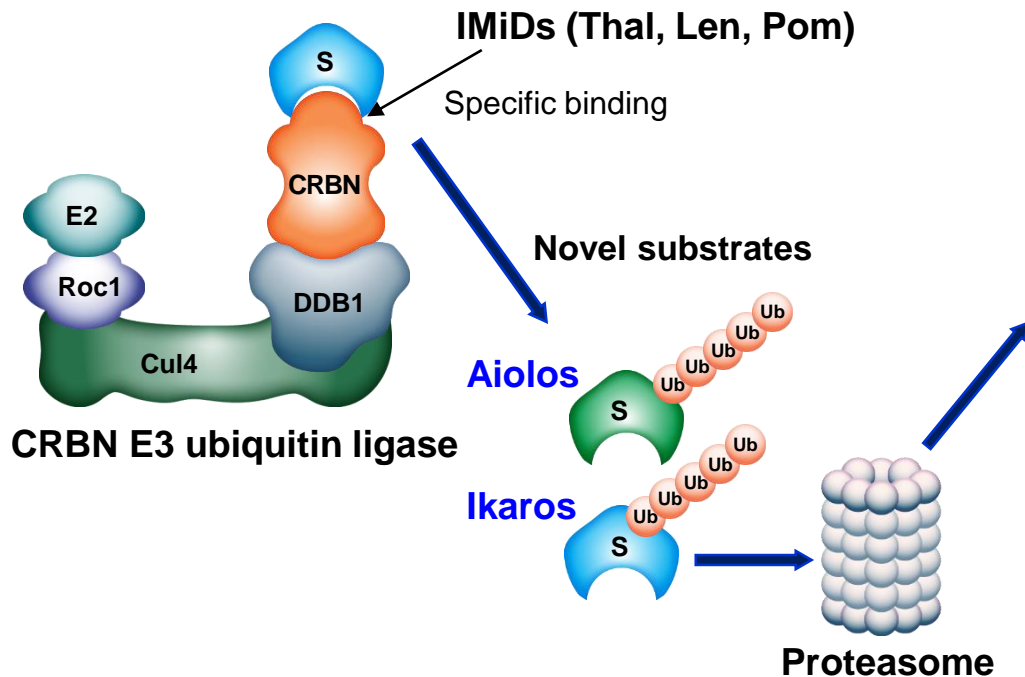 IMiDs (Thal, Len, Pom)
S
Specific binding
CRBN
E2
Novel substrates
Roc1
DDB1
Ub
Ub
Ub
Ub
Ub
Cul4
Aiolos
S
CRBN E3 ubiquitin ligase
Ub
Ub
Ub
Ub
Ub
Ikaros
S
Proteasome